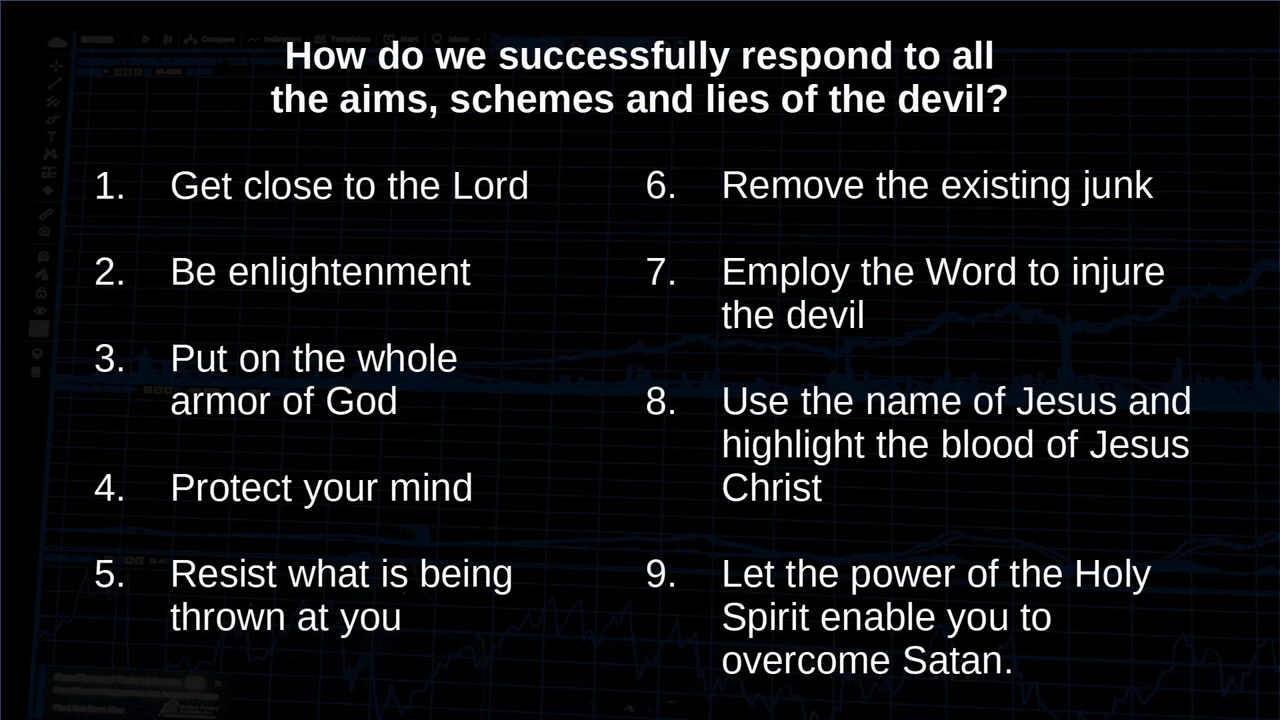 How do we successfully respond to all
the aims, schemes and lies of the devil?
1. Get close to the Lord
2. Be enlightenment
3. Put on the whole
armor of God
4. Protect your mind
5. Resist what is being
thrown at you
6. Remove the existing junk
7. Employ the Word to injure
the devil
8. Use the name of Jesus and
highlight the blood of Jesus
Christ
9. Let the power of the Holy
Spirit enable you to
overcome Satan.